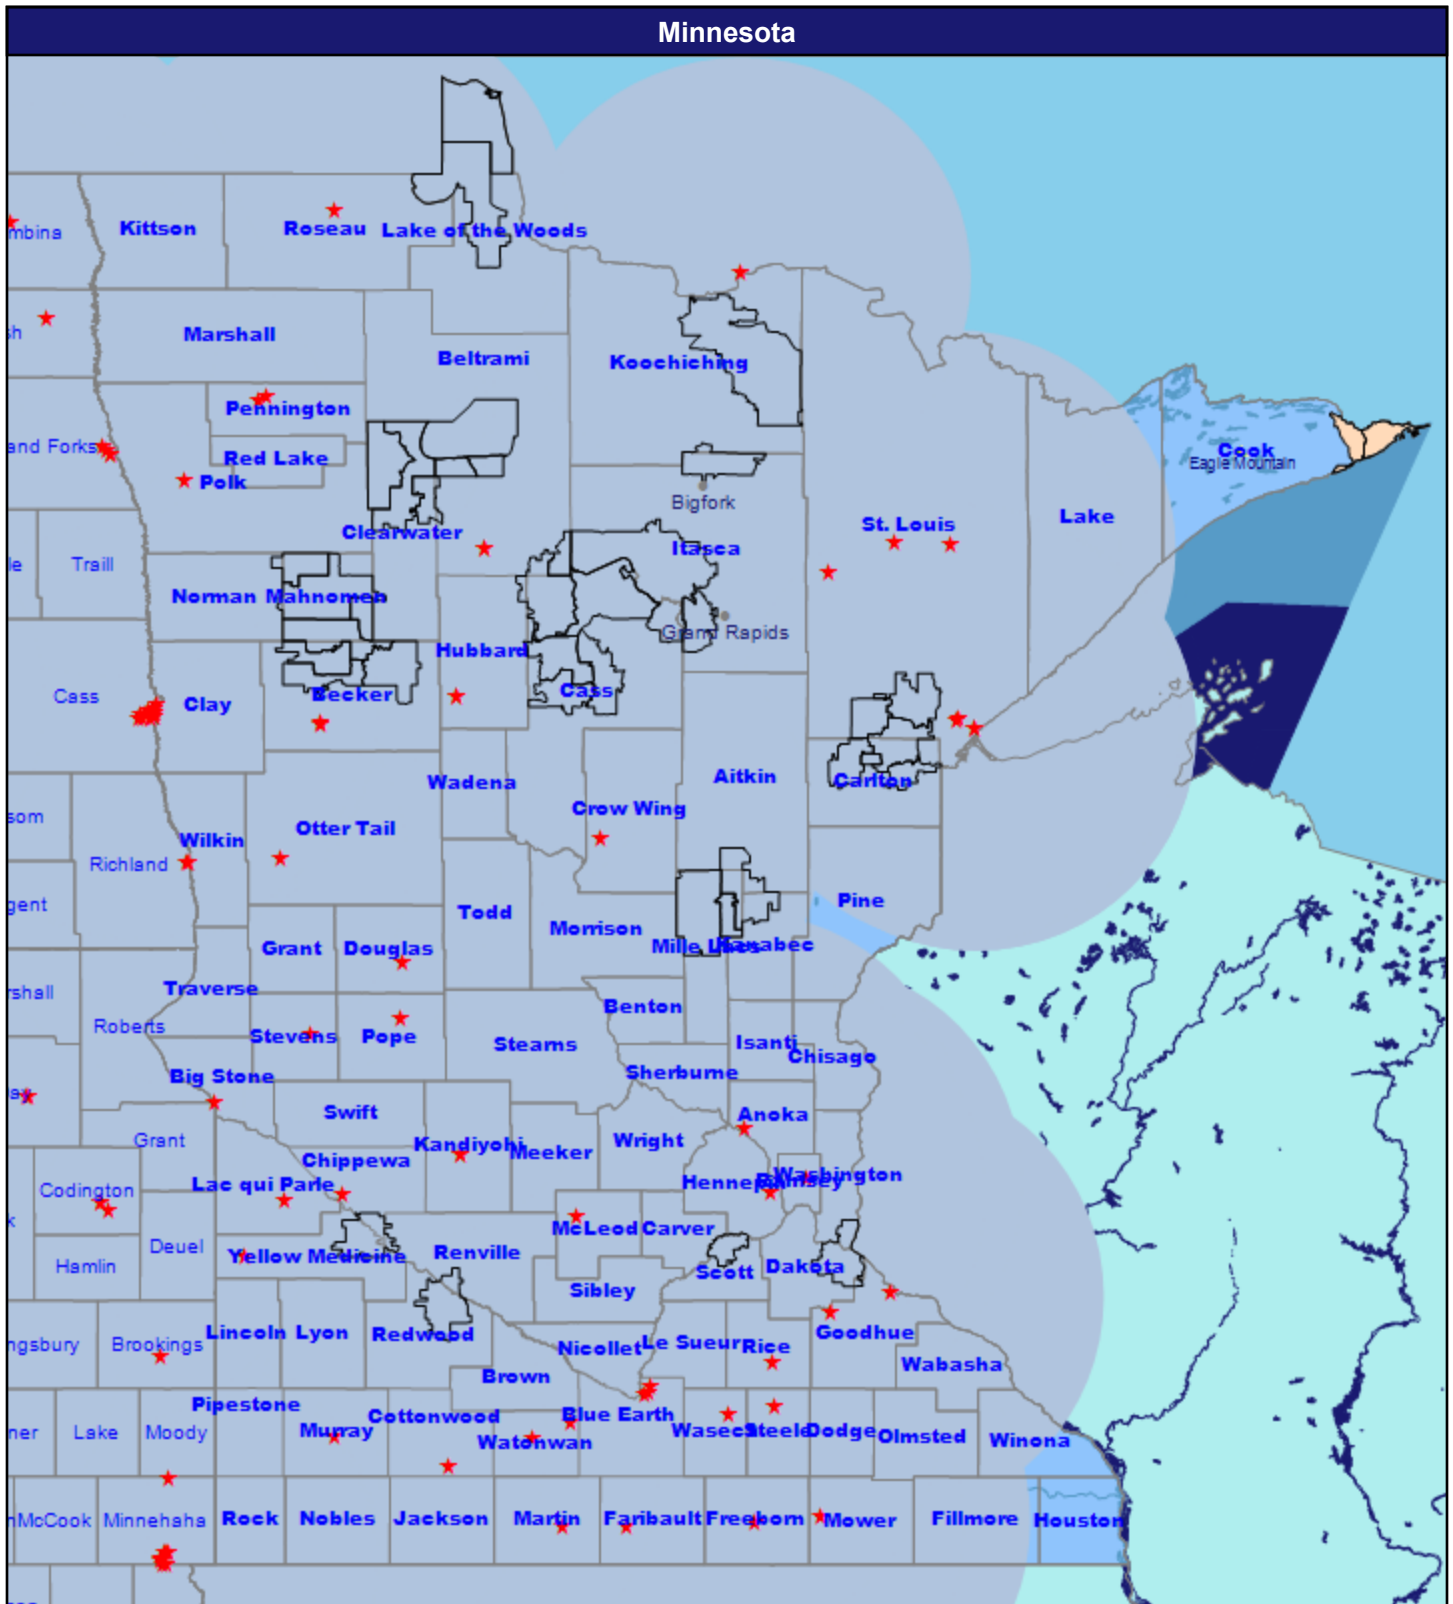 Minnesota
Kittson
Roseau
Lake of the Woods
mbina
Marshall
sh
Beltrami
Koochiching
Pennington
and Forks
Red Lake
Polk
Cook
Eagle Mountain
Bigfork
Clearwater
St. Louis
Lake
Itasca
le
Traill
Norman
Mahnomen
Grand Rapids
Hubbard
Cass
Clay
Becker
Cass
Wadena
Aitkin
Carlton
som
Crow Wing
Otter Tail
Wilkin
Richland
Pine
gent
Todd
Morrison
Grant
Douglas
Mille Lacs
Kanabec
rshall
Traverse
Roberts
Benton
Stevens
Pope
Stearns
Isanti
Chisago
Big Stone
Sherburne
Swift
Anoka
Grant
Kandiyohi
Meeker
Wright
Chippewa
Codington
Lac qui Parle
Hennepin
Ramsey
Washington
k
McLeod
Carver
Deuel
Yellow Medicine
Renville
Hamlin
Scott
Dakota
Sibley
ngsbury
Brookings
Lincoln
Lyon
Redwood
Nicollet
Le Sueur
Rice
Goodhue
Wabasha
Brown
Pipestone
Cottonwood
Blue Earth
ner
Lake
Moody
Murray
Watonwan
Waseca
Steele
Dodge
Olmsted
Winona
McCook
Minnehaha
Rock
Nobles
Jackson
Martin
Faribault
Freeborn
Mower
Fillmore
Houston